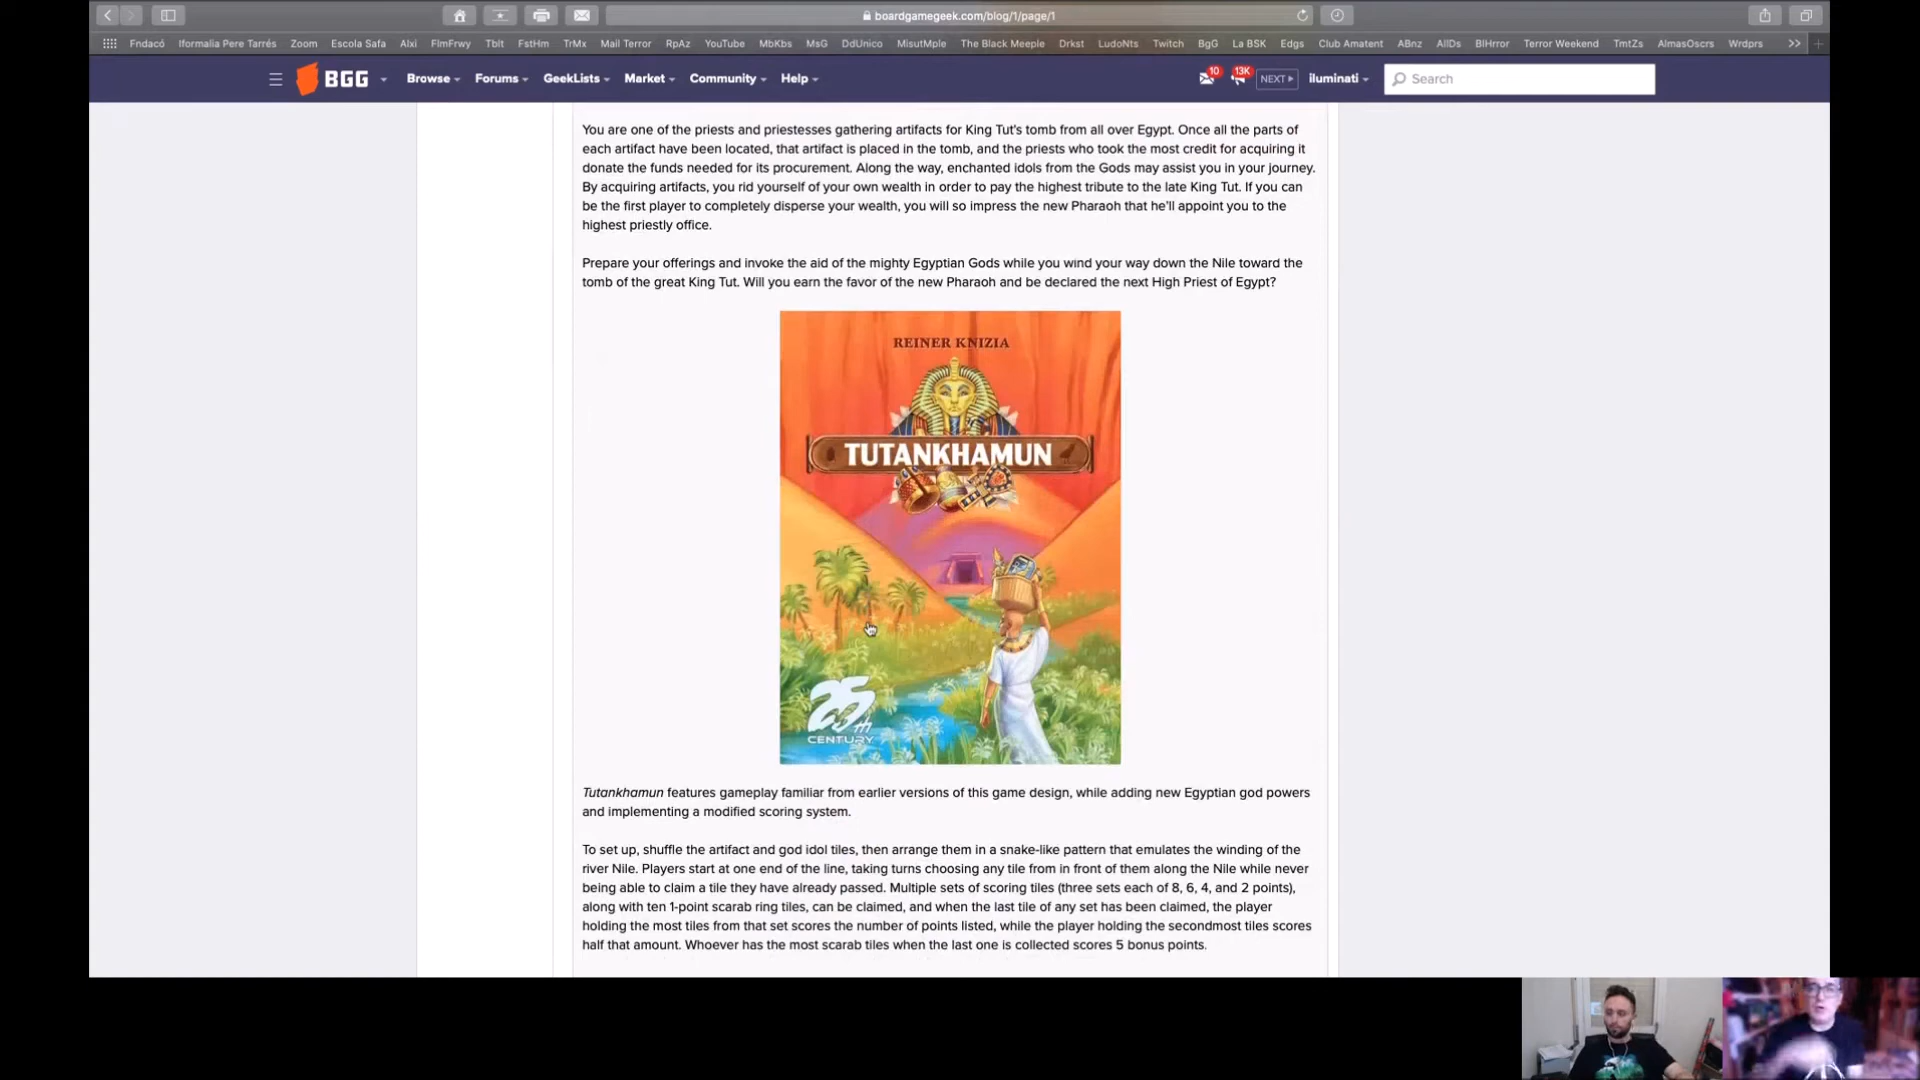 boardgamegeek.com/blog/1/page/1
Fndacó Iformalia Pere Tarrés Zoom Escola Safa Alxi FlmFrwy Tblt FstHm TrMx Mail Terror RpAz YouTube MbKbs MsG DdUnico MisutMple The Black Meeple Drkst LudoNts Twitch BgG La BSK Edgs Club Amatent ABnz AllDs BlHrror Terror Weekend TmtZs AlmasOscrs Wrdprs
BGG Browse Forums GeekLists Market Community Help 10 13K NEXT iluminati Search
You are one of the priests and priestesses gathering artifacts for King Tut's tomb from all over Egypt. Once all the parts of
each artifact have been located, that artifact is placed in the tomb, and the priests who took the most credit for acquiring it
donate the funds needed for its procurement. Along the way, enchanted idols from the Gods may assist you in your journey.
By acquiring artifacts, you rid yourself of your own wealth in order to pay the highest tribute to the late King Tut. If you can
be the first player to completely disperse your wealth, you will so impress the new Pharaoh that he'll appoint you to the
highest priestly office.
Prepare your offerings and invoke the aid of the mighty Egyptian Gods while you wind your way down the Nile toward the
tomb of the great King Tut. Will you earn the favor of the new Pharaoh and be declared the next High Priest of Egypt?
REINER KNIZIA
TUTANKHAMUN
25th
CENTURY
Tutankhamun features gameplay familiar from earlier versions of this game design, while adding new Egyptian god powers
and implementing a modified scoring system.
To set up, shuffle the artifact and god idol tiles, then arrange them in a snake-like pattern that emulates the winding of the
river Nile. Players start at one end of the line, taking turns choosing any tile from in front of them along the Nile while never
being able to claim a tile they have already passed. Multiple sets of scoring tiles (three sets each of 8, 6, 4, and 2 points),
along with ten 1-point scarab ring tiles, can be claimed, and when the last tile of any set has been claimed, the player
holding the most tiles from that set scores the number of points listed, while the player holding the secondmost tiles scores
half that amount. Whoever has the most scarab tiles when the last one is collected scores 5 bonus points.